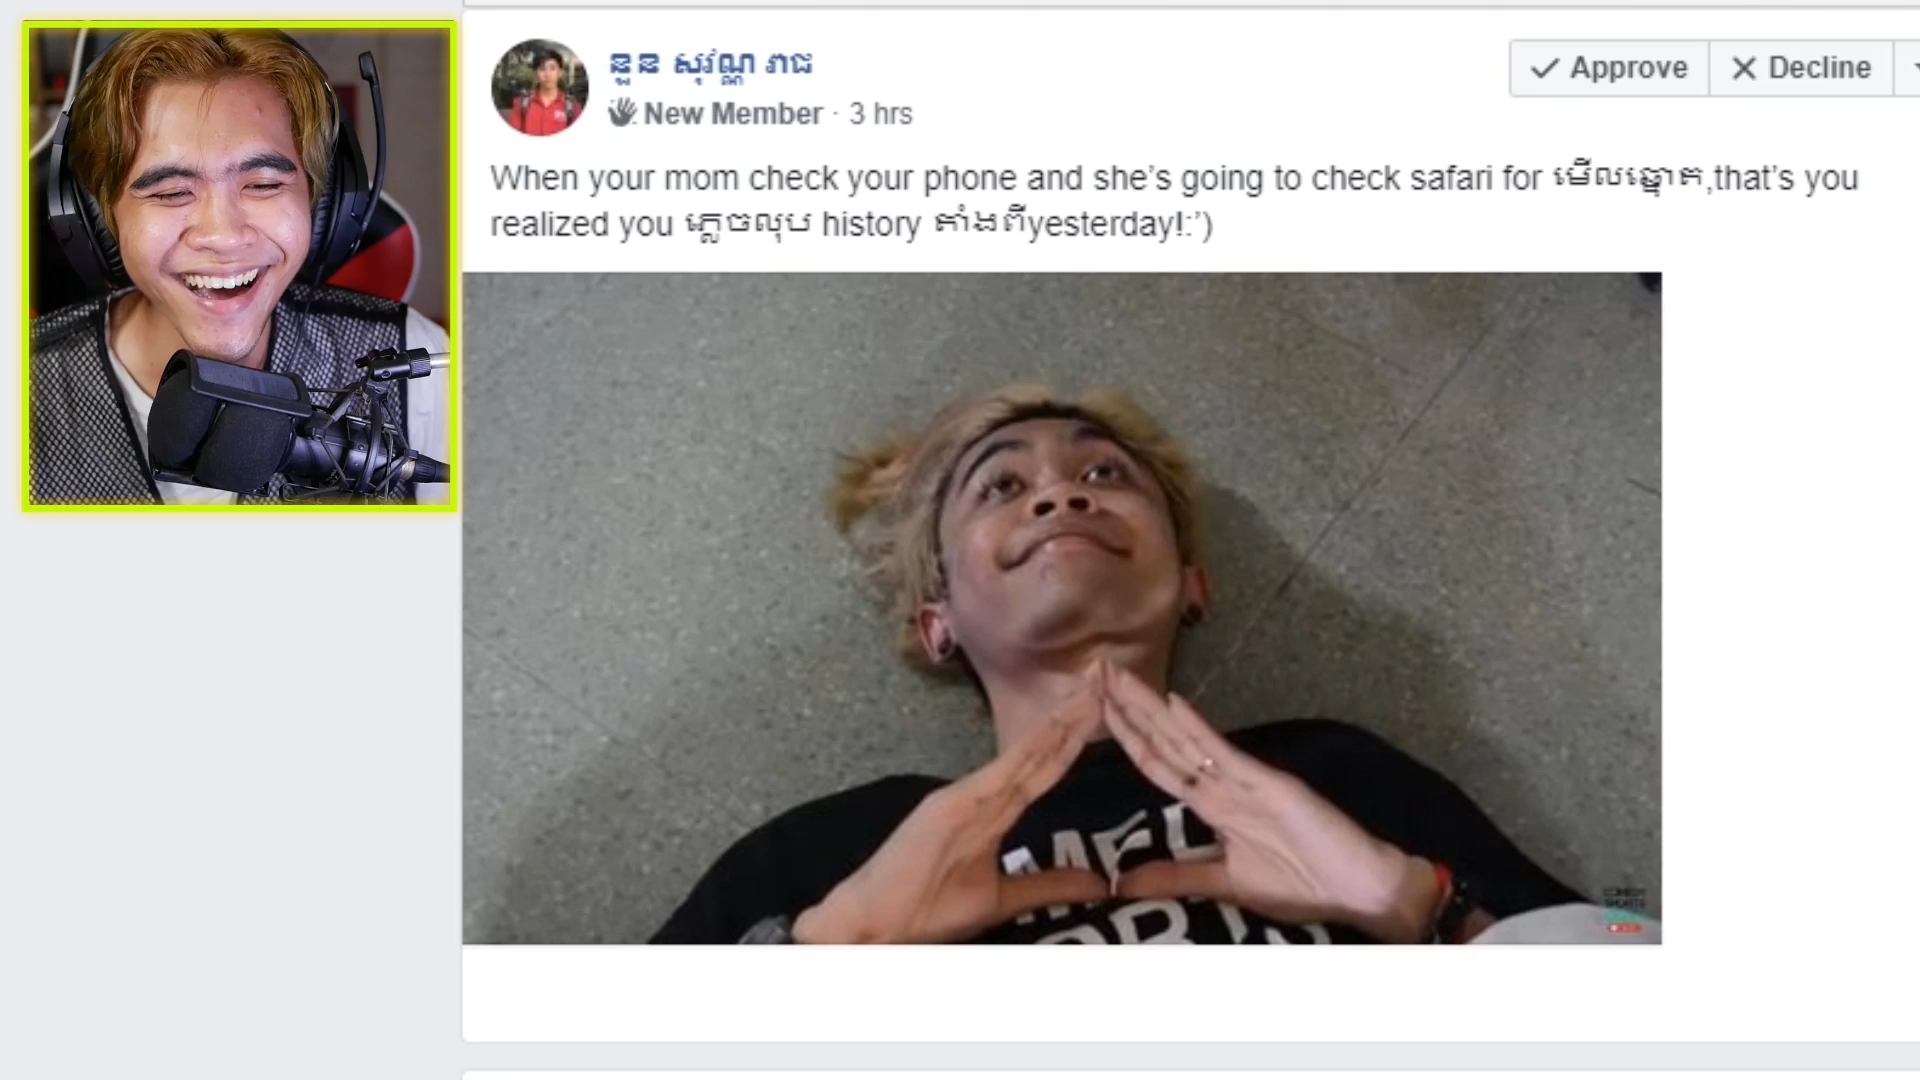 នួន សុវណ្ណ រាជ
New Member · 3 hrs
Approve
Decline
When your mom check your phone and she's going to check safari for មើលឆ្នោត,that's you
realized you ភ្លេចលុប history តាំងពីyesterday!:')